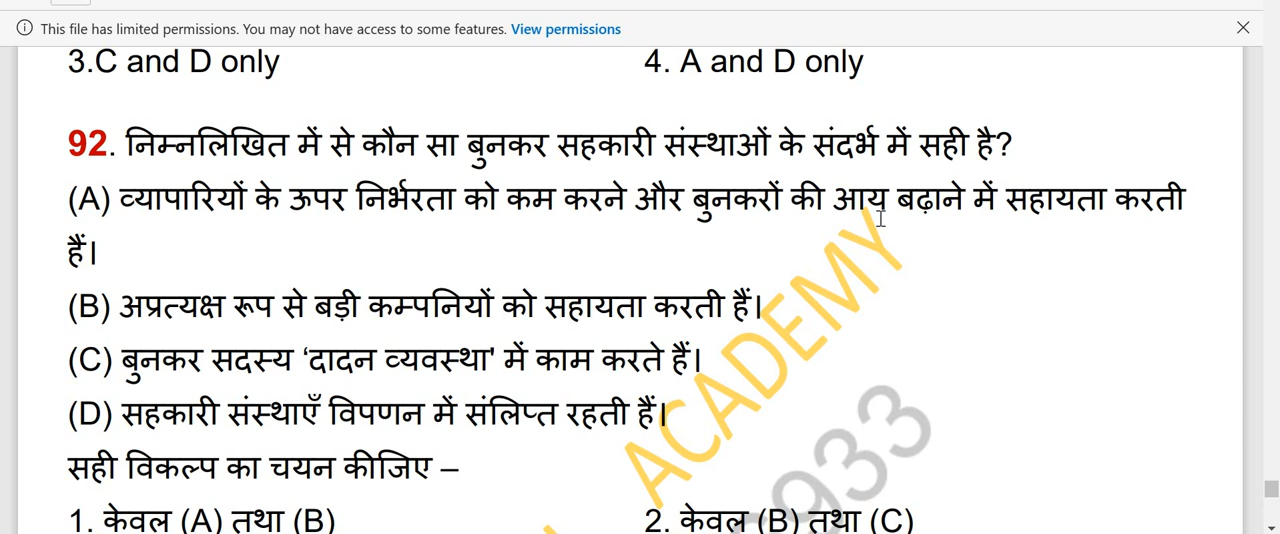 This file has limited permissions. You may not have access to some features. View permissions
3.C and D only 4. A and D only
92. निम्नलिखित में से कौन सा बुनकर सहकारी संस्थाओं के संदर्भ में सही है?
(A) व्यापारियों के ऊपर निर्भरता को कम करने और बुनकरों की आय बढ़ाने में सहायता करती
हैं।
(B) अप्रत्यक्ष रूप से बड़ी कम्पनियों को सहायता करती हैं।
(C) बुनकर सदस्य ‘दादन व्यवस्था' में काम करते हैं।
(D) सहकारी संस्थाएँ विपणन में संलिप्त रहती हैं।
सही विकल्प का चयन कीजिए –
1. केवल (A) तथा (B) 2. केवल (B) तथा (C)
ACADEMY
933